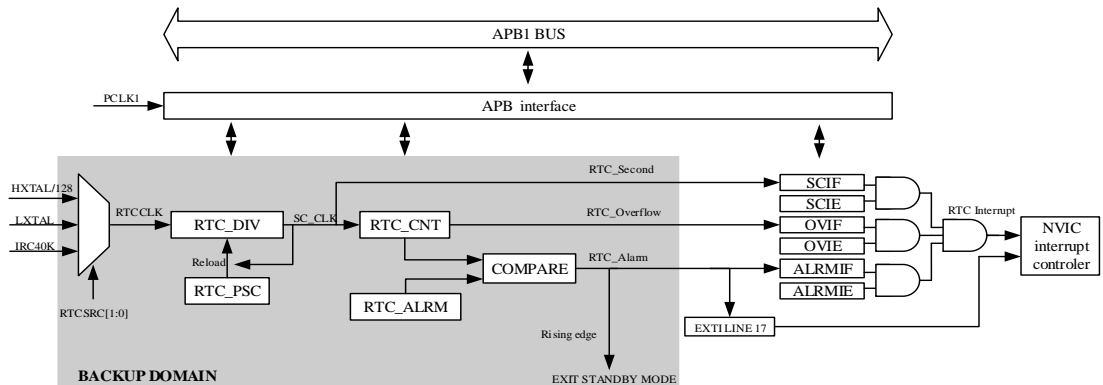 APB1 BUS
PCLK1
APB interface
HXTAL/128
LXTAL
IRC40K
RTCCLK
RTCSRC[1:0]
RTC_DIV
Reload
RTC_PSC
SC_CLK
RTC_CNT
RTC_ALRM
COMPARE
RTC_Second
RTC_Overflow
RTC_Alarm
Rising edge
EXIT STANDBY MODE
BACKUP DOMAIN
SCIF
SCIE
OVIF
OVIE
ALRMIF
ALRMIE
EXTI LINE 17
RTC Interrupt
NVIC
interrupt
controler